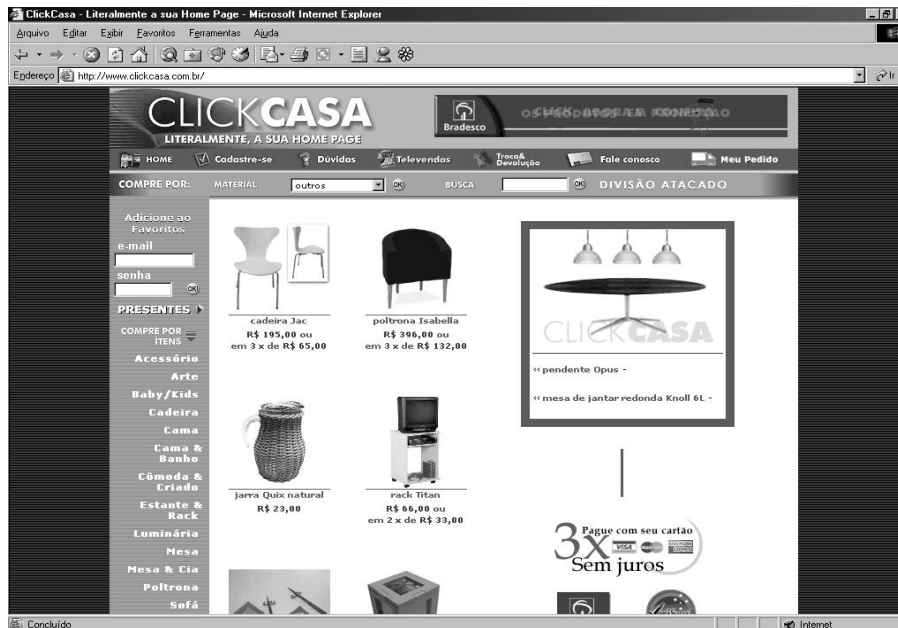 ClickCasa - Literalmente a sua Home Page - Microsoft Internet Explorer
Arquivo Editar Exibir Favoritos Ferramentas Ajuda
Endereço http://www.clickcasa.com.br/ Ir
CLICKCASA
LITERALMENTE, A SUA HOME PAGE
Bradesco
HOME Cadastre-se Dúvidas Televendas Troca& Devolução Fale conosco Meu Pedido
COMPRE POR: MATERIAL outros OK BUSCA OK DIVISÃO ATACADO
Adicione ao
Favoritos
e-mail
senha
OK
PRESENTES
COMPRE POR
ÍTENS
Acessório
Arte
Baby/Kids
Cadeira
Cama
Cama &
Banho
Cômoda &
Criado
Estante &
Rack
Luminária
Mesa
Mesa & Cia
Poltrona
Sofá
cadeira Jac
R$ 195,00 ou
em 3 x de R$ 65,00
poltrona Isabella
R$ 396,00 ou
em 3 x de R$ 132,00
jarra Quix natural
R$ 23,00
rack Titan
R$ 66,00 ou
em 2 x de R$ 33,00
CLICKCASA
‹‹ pendente Opus -
‹‹ mesa de jantar redonda Knoll 6L -
3x Pague com seu cartão
VISA MasterCard
Sem juros
Concluído Internet